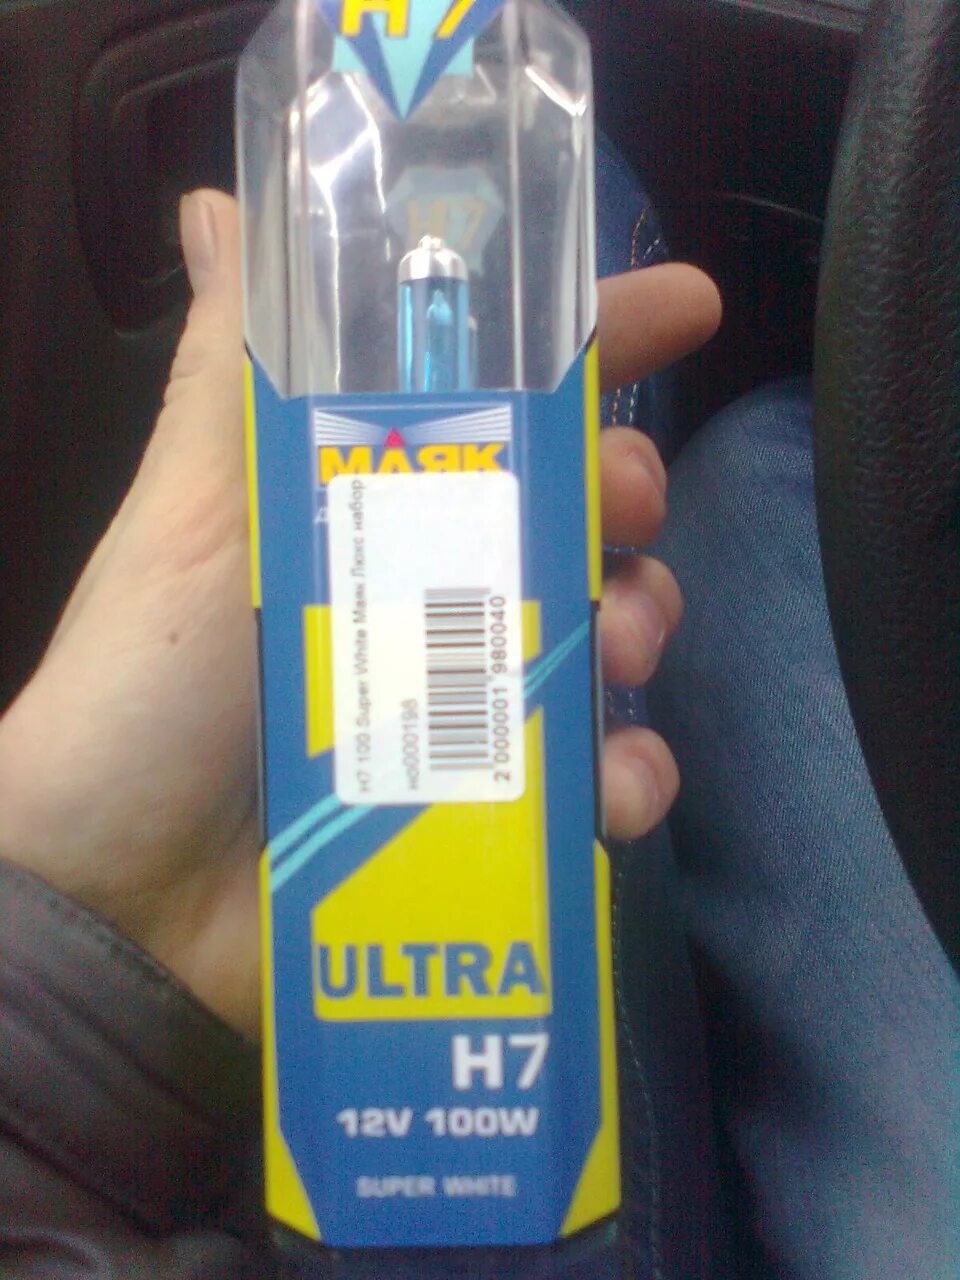 H7
H7
МАЯК
H7 100 Super White Маяк Люкс набор
но000198
2 000001 980040
ULTRA
H7
12V 100W
SUPER WHITE